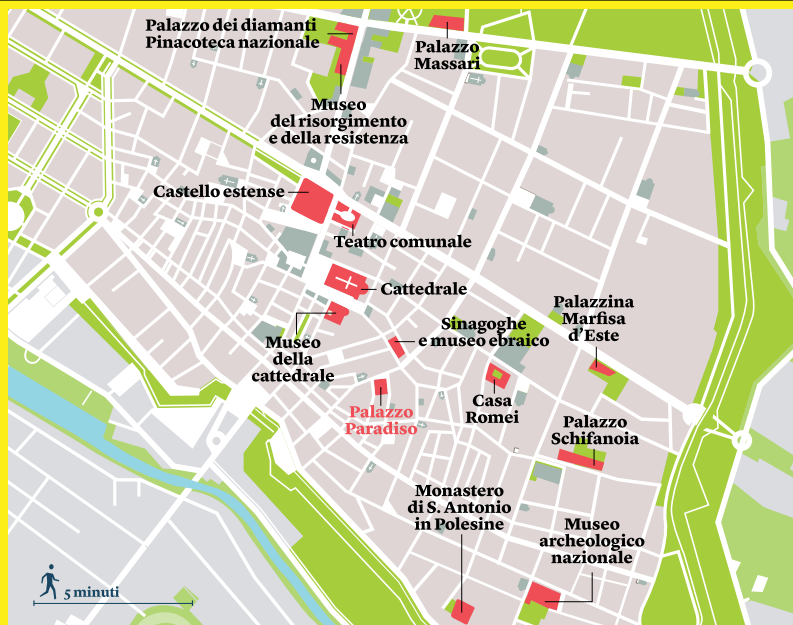 Palazzo dei diamanti
Pinacoteca nazionale
Palazzo
Massari
Museo
del risorgimento
e della resistenza
Castello estense
Teatro comunale
Cattedrale
Museo
della
cattedrale
Sinagoghe
e museo ebraico
Palazzina
Marfisa
d'Este
Casa
Romei
Palazzo
Paradiso
Palazzo
Schifanoia
Monastero
di S. Antonio
in Polesine
Museo
archeologico
nazionale
5 minuti